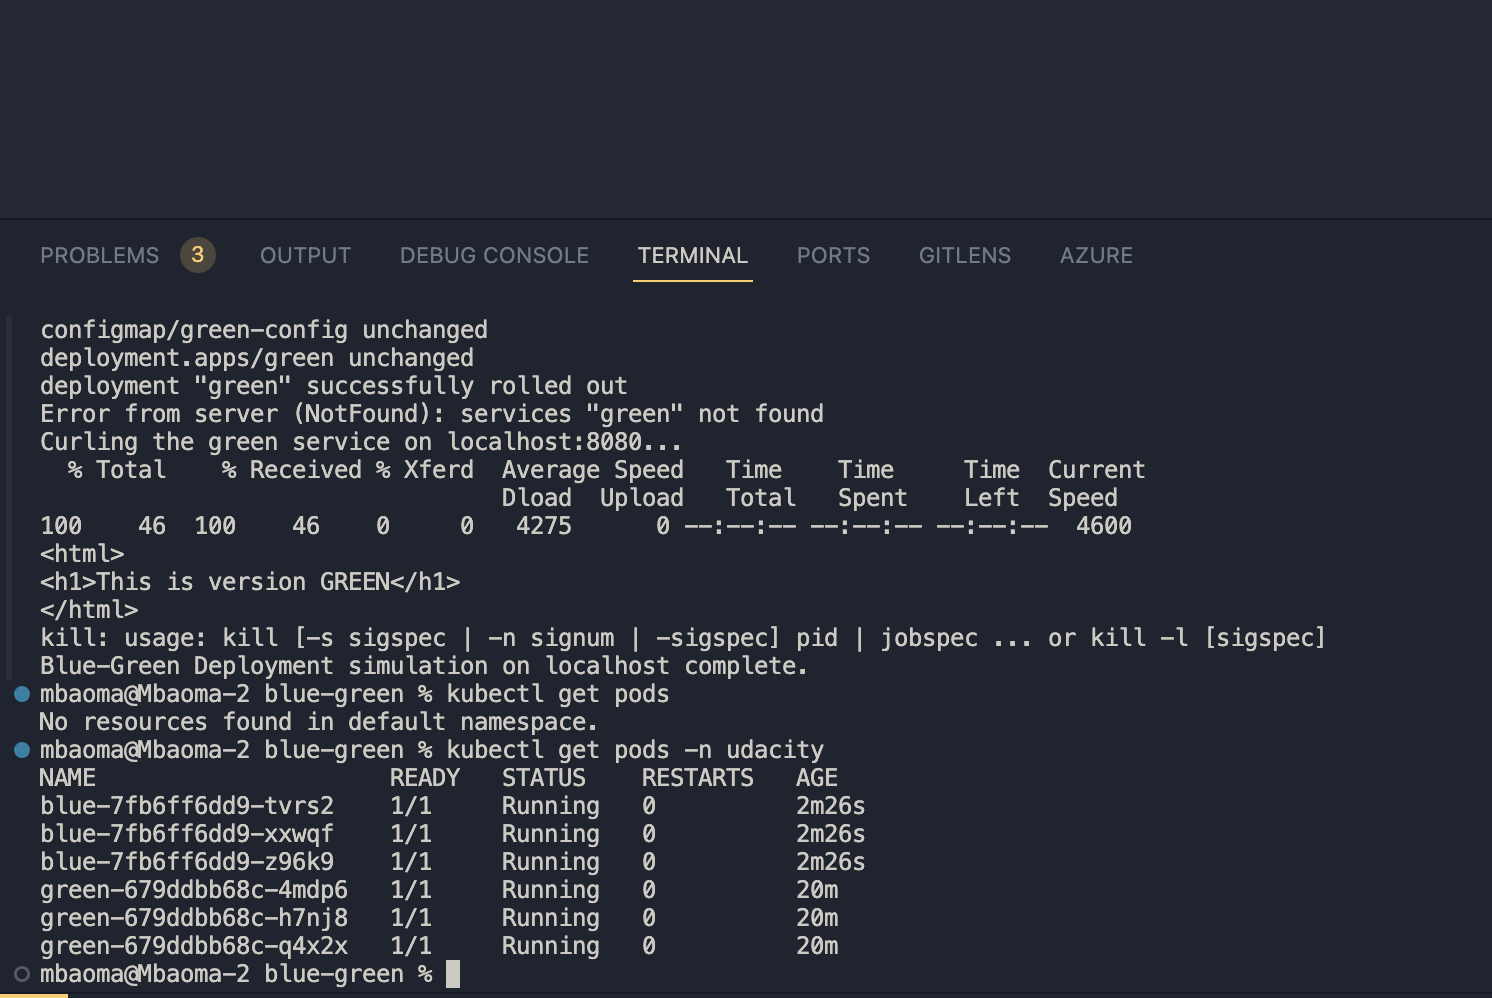 PROBLEMS 3 OUTPUT DEBUG CONSOLE TERMINAL PORTS GITLENS AZURE
configmap/green-config unchanged
deployment.apps/green unchanged
deployment "green" successfully rolled out
Error from server (NotFound): services "green" not found
Curling the green service on localhost:8080...
  % Total    % Received % Xferd  Average Speed   Time    Time     Time  Current
                                 Dload  Upload   Total   Spent    Left  Speed
100    46  100    46    0     0   4275      0 --:--:-- --:--:-- --:--:--  4600
<html>
<h1>This is version GREEN</h1>
</html>
kill: usage: kill [-s sigspec | -n signum | -sigspec] pid | jobspec ... or kill -l [sigspec]
Blue-Green Deployment simulation on localhost complete.
mbaoma@Mbaoma-2 blue-green % kubectl get pods
No resources found in default namespace.
mbaoma@Mbaoma-2 blue-green % kubectl get pods -n udacity
NAME                     READY   STATUS    RESTARTS   AGE
blue-7fb6ff6dd9-tvrs2    1/1     Running   0          2m26s
blue-7fb6ff6dd9-xxwqf    1/1     Running   0          2m26s
blue-7fb6ff6dd9-z96k9    1/1     Running   0          2m26s
green-679ddbb68c-4mdp6   1/1     Running   0          20m
green-679ddbb68c-h7nj8   1/1     Running   0          20m
green-679ddbb68c-q4x2x   1/1     Running   0          20m
mbaoma@Mbaoma-2 blue-green %